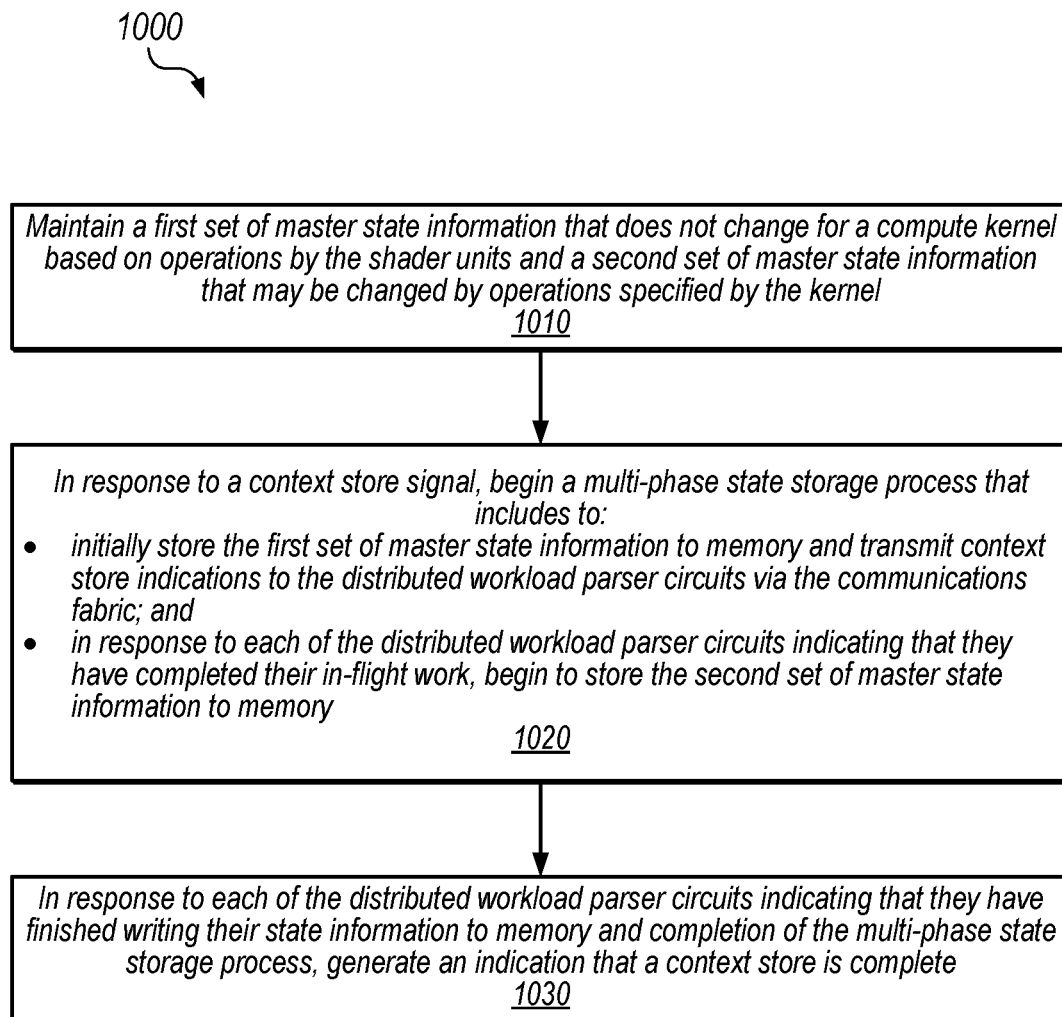 1000
Maintain a first set of master state information that does not change for a compute kernel
based on operations by the shader units and a second set of master state information
that may be changed by operations specified by the kernel
1010
In response to a context store signal, begin a multi-phase state storage process that
includes to:
• initially store the first set of master state information to memory and transmit context
store indications to the distributed workload parser circuits via the communications
fabric; and
• in response to each of the distributed workload parser circuits indicating that they
have completed their in-flight work, begin to store the second set of master state
information to memory
1020
In response to each of the distributed workload parser circuits indicating that they have
finished writing their state information to memory and completion of the multi-phase state
storage process, generate an indication that a context store is complete
1030